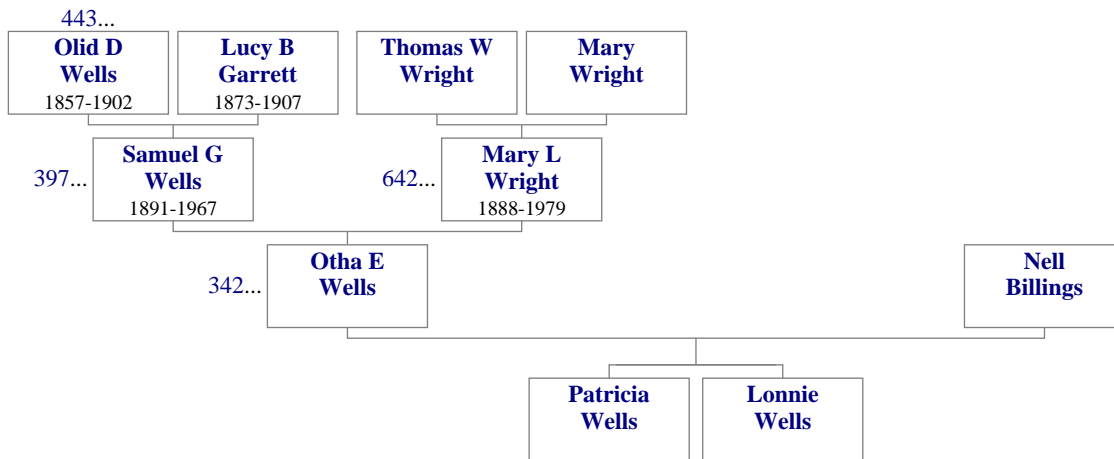 443...
Olid D
Wells
1857-1902
Lucy B
Garrett
1873-1907
Thomas W
Wright
Mary
Wright
397...
Samuel G
Wells
1891-1967
642...
Mary L
Wright
1888-1979
342...
Otha E
Wells
Nell
Billings
Patricia
Wells
Lonnie
Wells